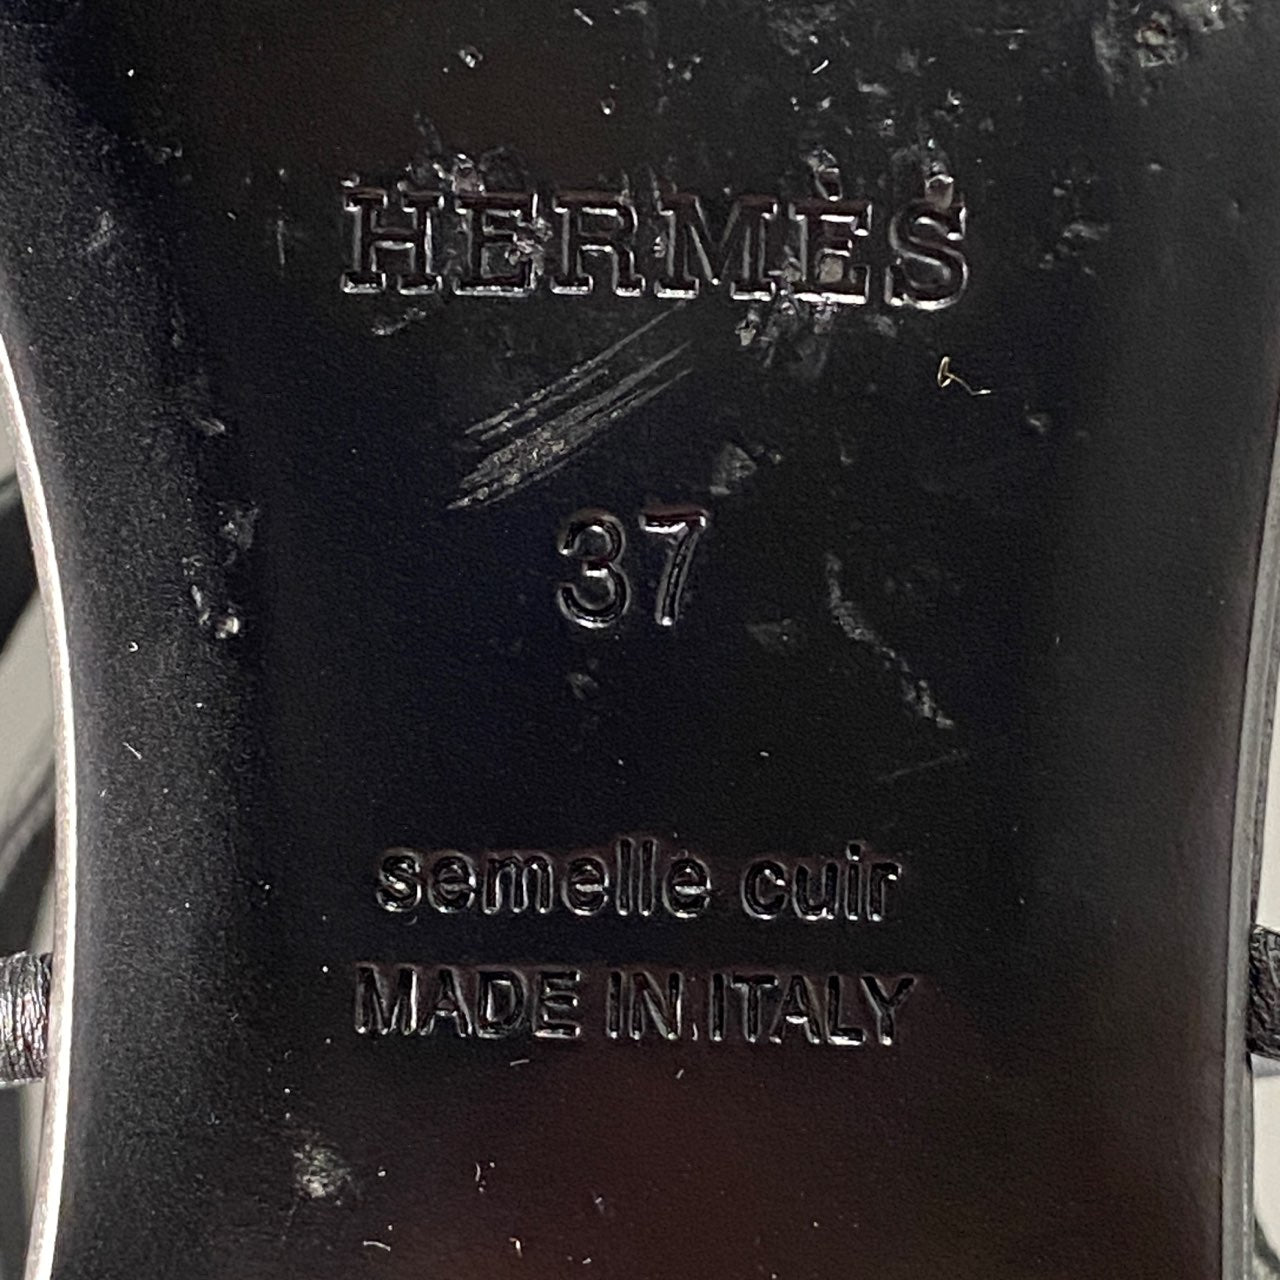 HERMÈS
37
semelle cuir
MADE IN ITALY